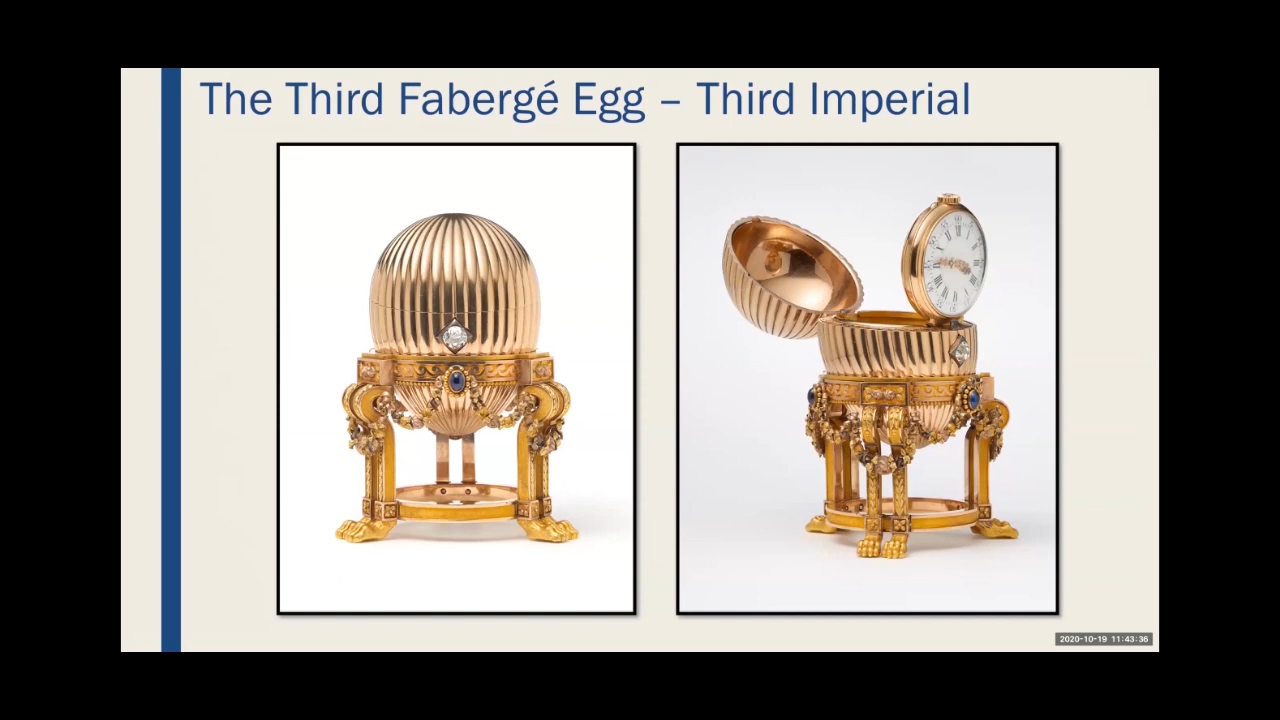 The Third Fabergé Egg – Third Imperial
2020-10-19 11:43:36